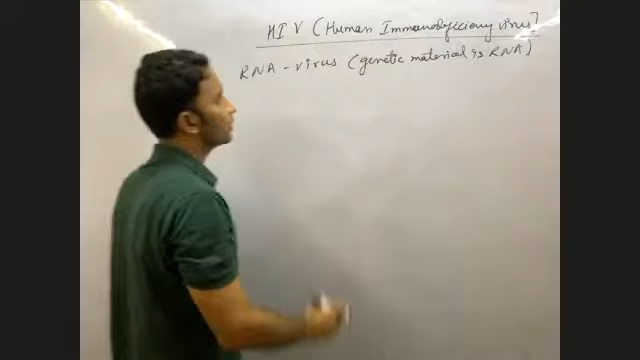 HIV (Human Immunodeficiency virus]
RNA - virus (genetic material is RNA)